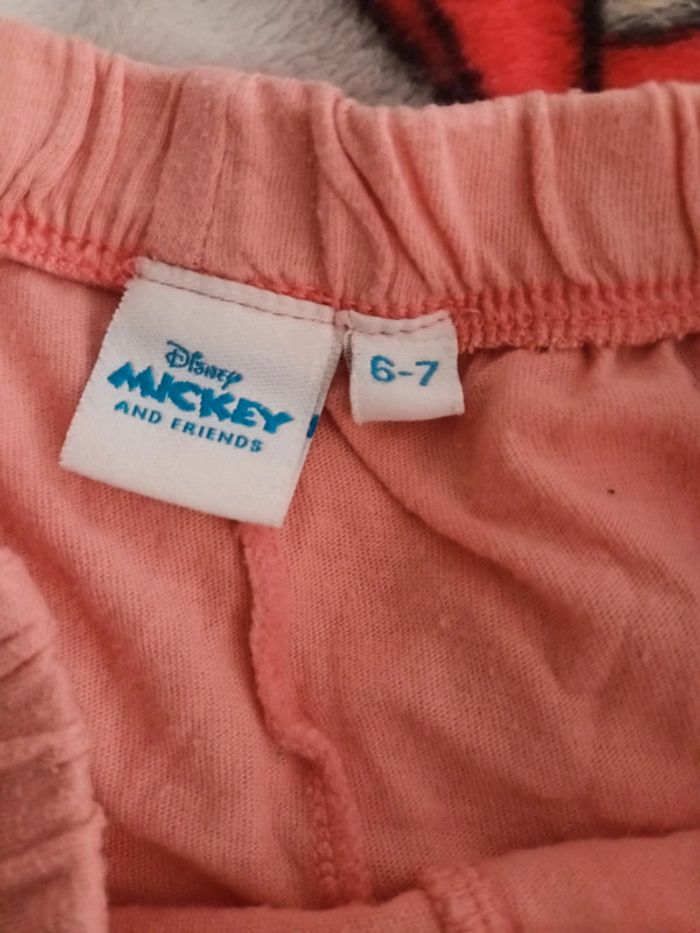 Disney
MICKEY
AND FRIENDS
6-7